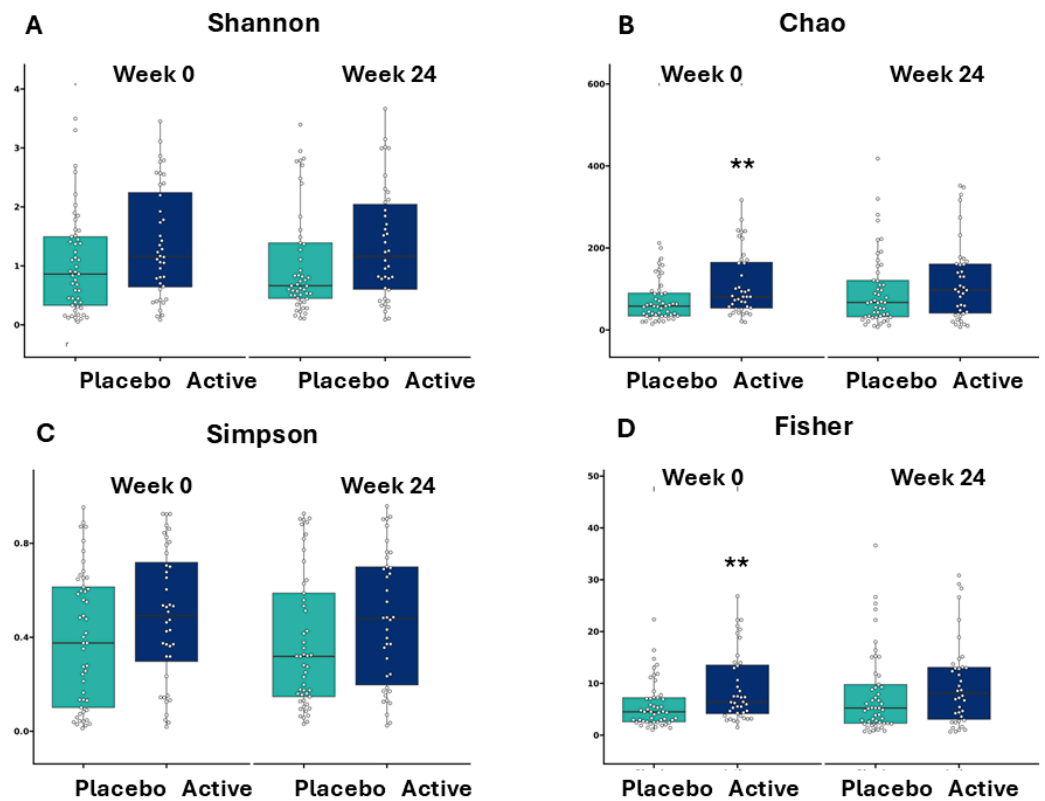 A
Shannon
Week 0
Week 24
4
3
2
1
0
Placebo Active
Placebo Active
B
Chao
Week 0
Week 24
600
400
200
0
**
Placebo Active
Placebo Active
C
Simpson
Week 0
Week 24
0.8
0.4
0.0
Placebo Active
Placebo Active
D
Fisher
Week 0
Week 24
50
40
30
20
10
0
**
Placebo Active
Placebo Active